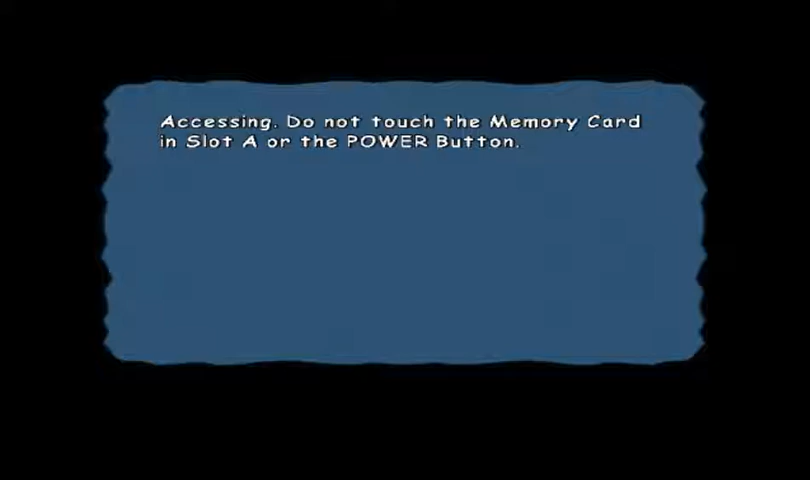 Accessing. Do not touch the Memory Card
in Slot A or the POWER Button.